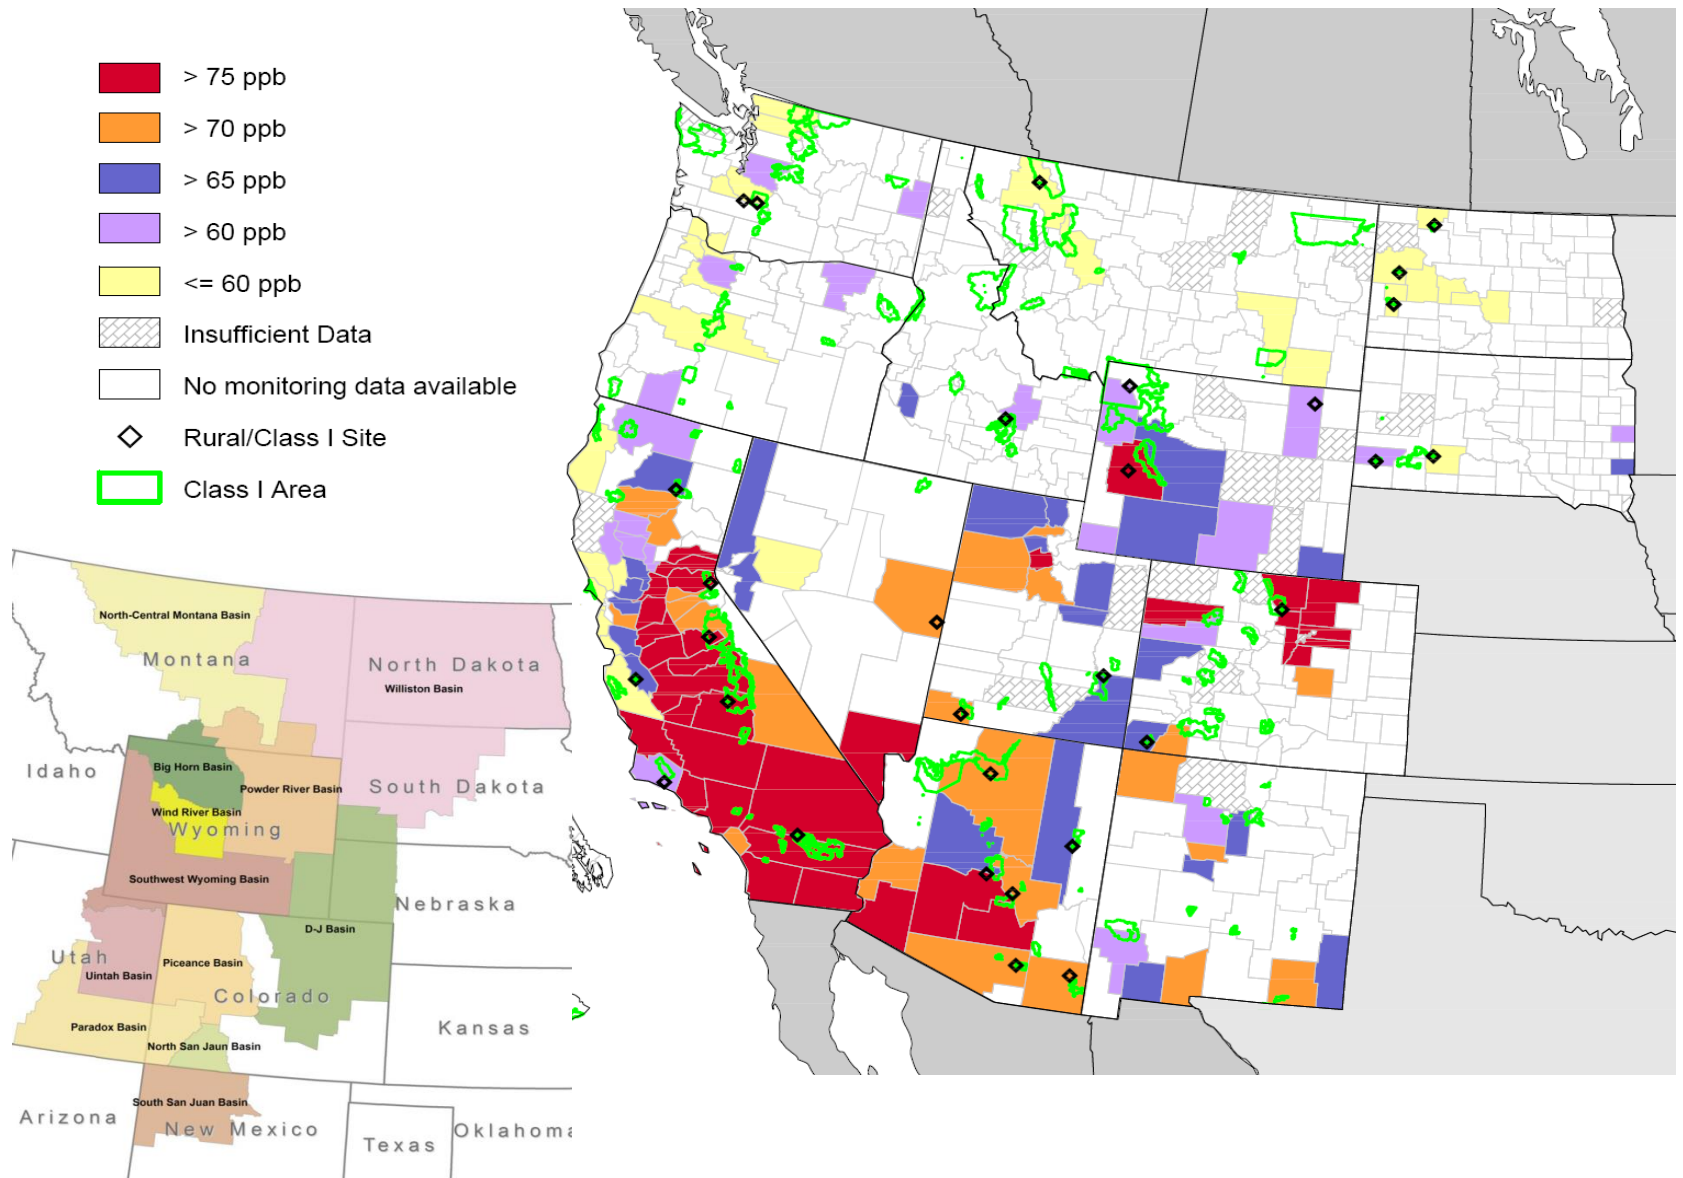 > 75 ppb
> 70 ppb
> 65 ppb
> 60 ppb
<= 60 ppb
Insufficient Data
No monitoring data available
Rural/Class I Site
Class I Area
North-Central Montana Basin
Montana
North Dakota
Williston Basin
Idaho
Big Horn Basin
Powder River Basin
South Dakota
Wind River Basin
Wyoming
Southwest Wyoming Basin
Nebraska
D-J Basin
Utah
Piceance Basin
Uintah Basin
Colorado
Paradox Basin
Kansas
North San Jaun Basin
South San Juan Basin
Arizona
New Mexico
Texas
Oklahoma